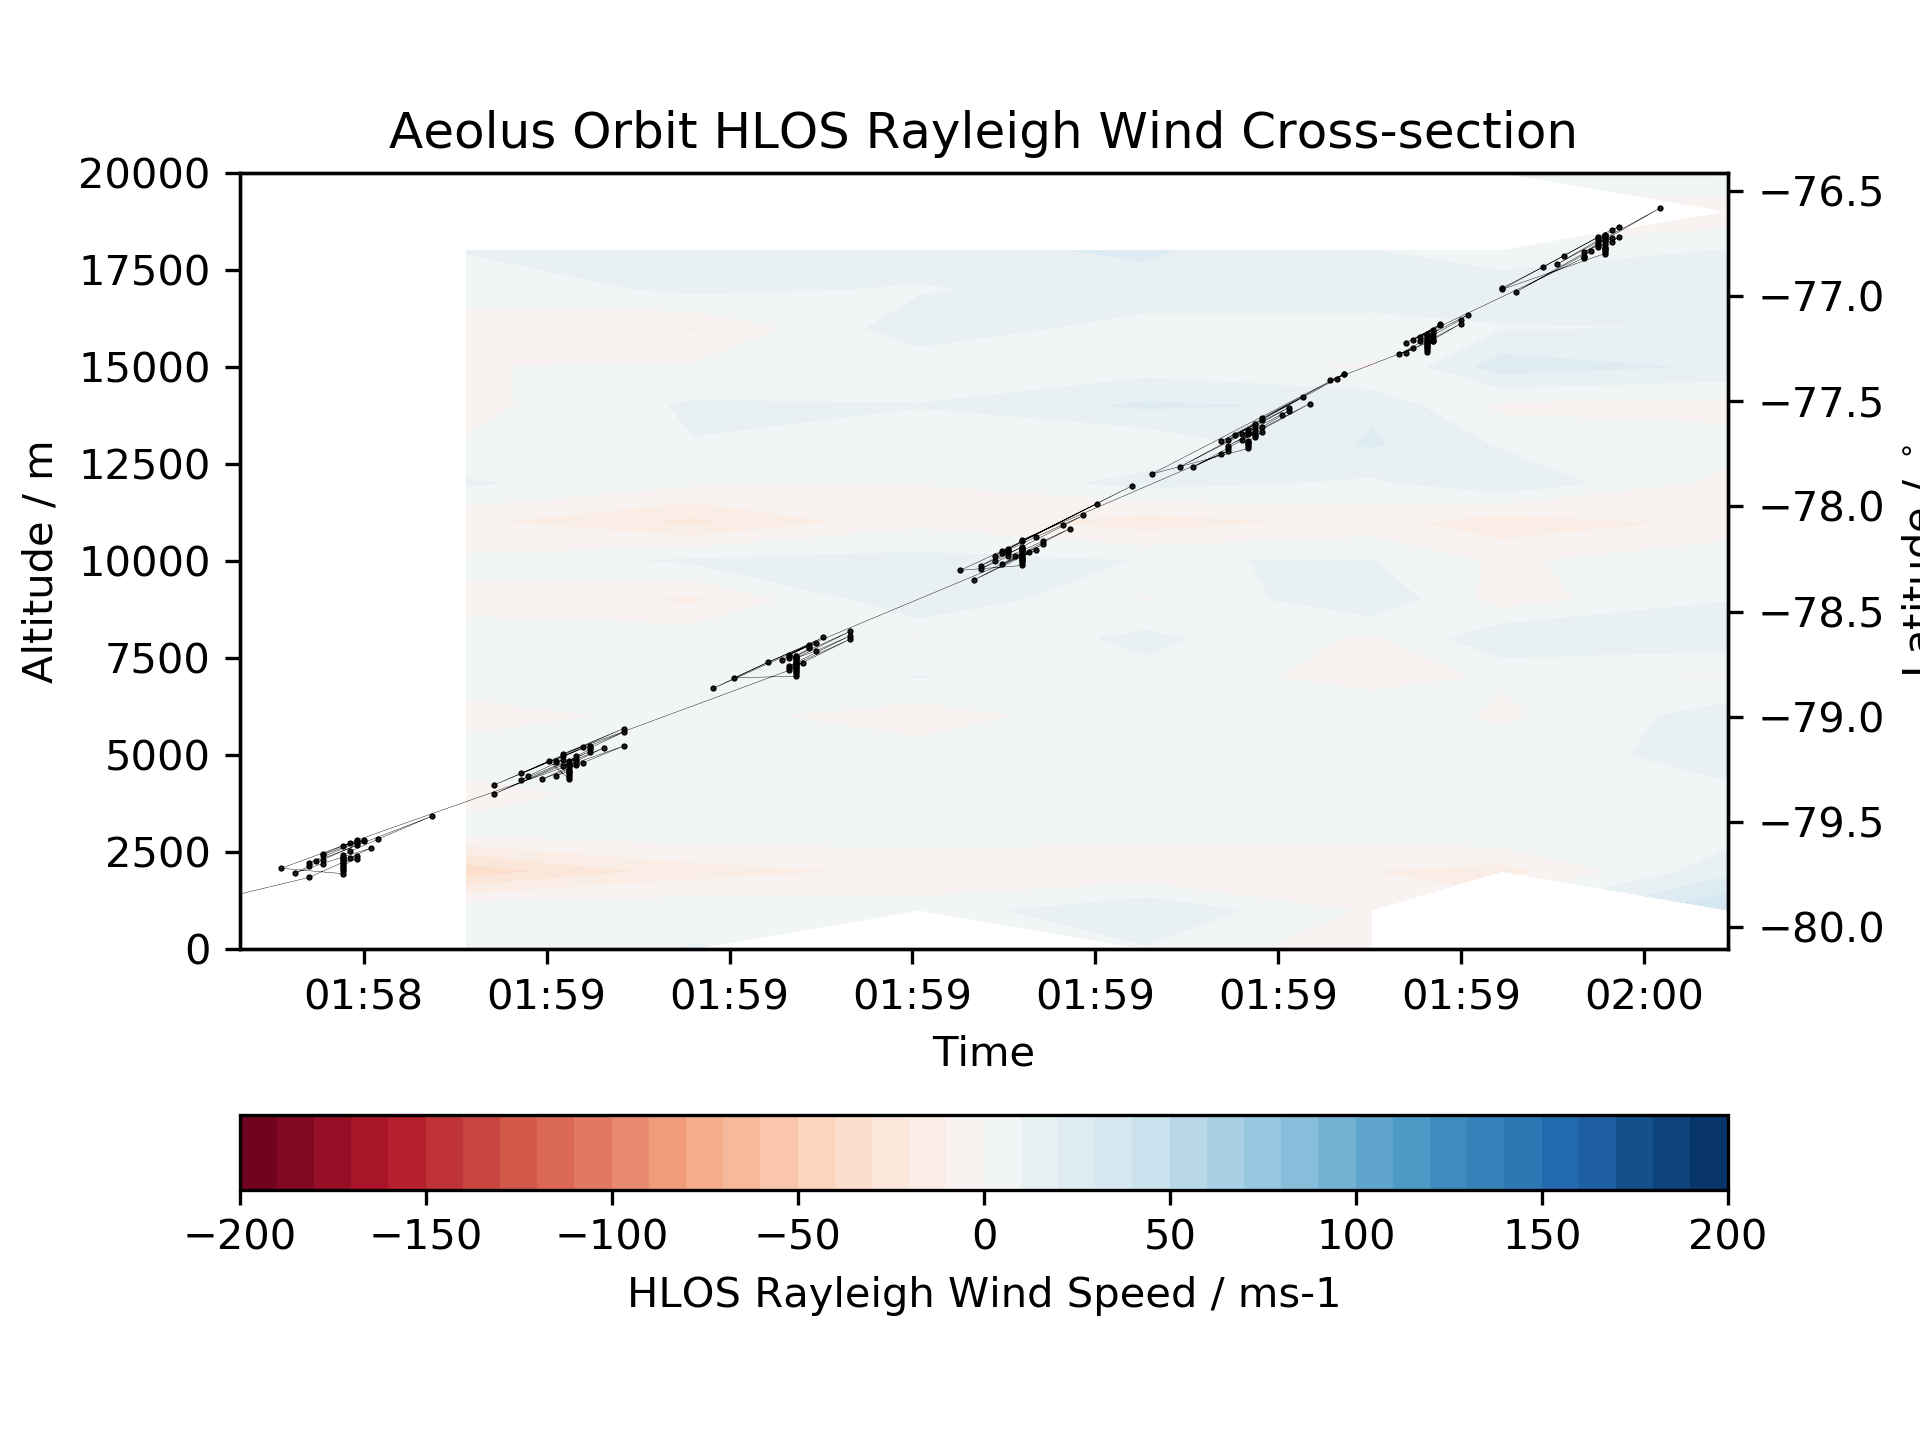 Aeolus Orbit HLOS Rayleigh Wind Cross-section
20000
17500
15000
12500
10000
7500
5000
2500
0
Altitude / m
−76.5
−77.0
−77.5
−78.0
−78.5
−79.0
−79.5
−80.0
Latitude / °
01:58 01:59 01:59 01:59 01:59 01:59 01:59 02:00
Time
−200 −150 −100 −50 0 50 100 150 200
HLOS Rayleigh Wind Speed / ms-1